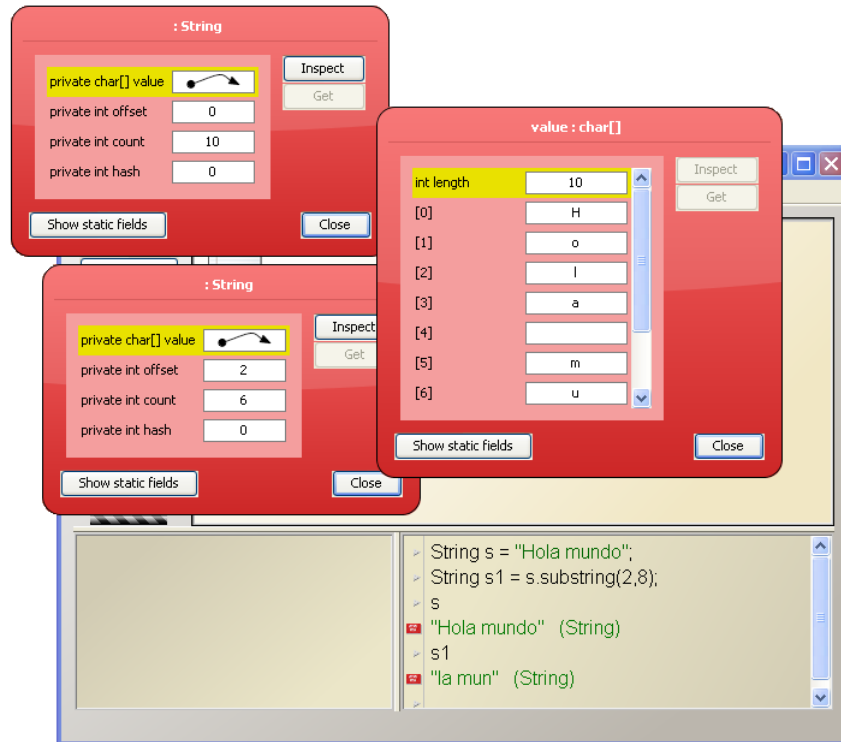 : String
private char[] value
private int offset 0
private int count 10
private int hash 0
Inspect
Get
Show static fields
Close
value : char[]
int length 10
[0] H
[1] o
[2] l
[3] a
[4]
[5] m
[6] u
Inspect
Get
Show static fields
Close
: String
private char[] value
private int offset 2
private int count 6
private int hash 0
Inspect
Get
Show static fields
Close
String s = "Hola mundo";
String s1 = s.substring(2,8);
s
"Hola mundo" (String)
s1
"la mun" (String)